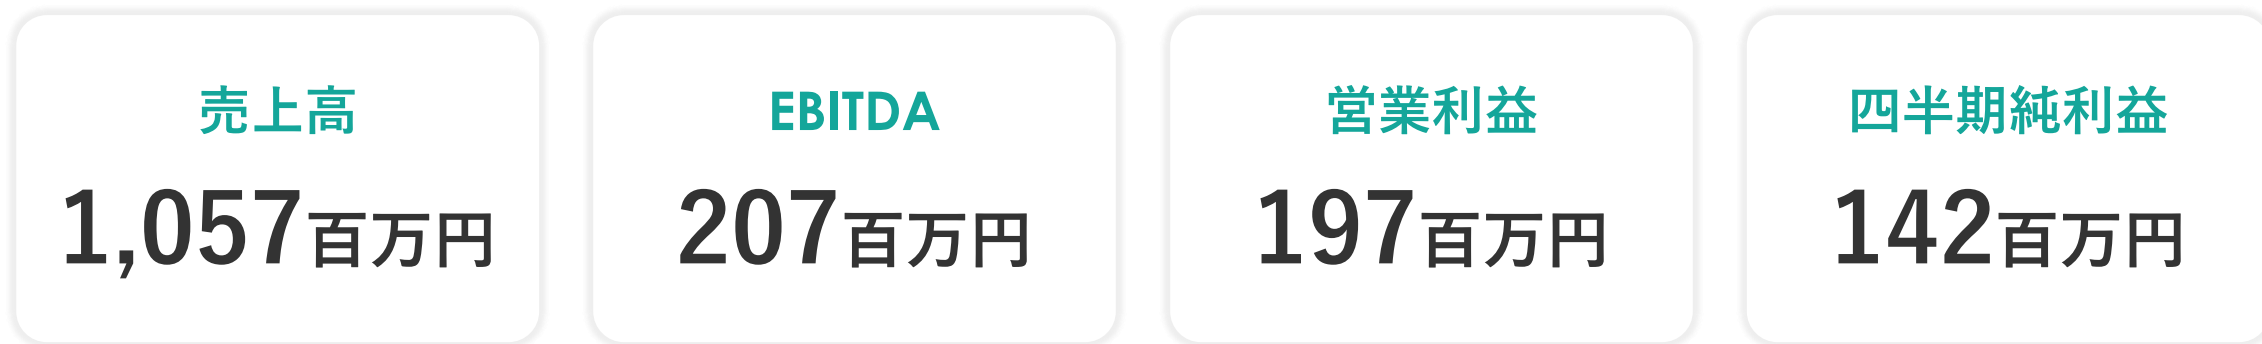 売上高
1,057百万円
EBITDA
207百万円
営業利益
197百万円
四半期純利益
142百万円